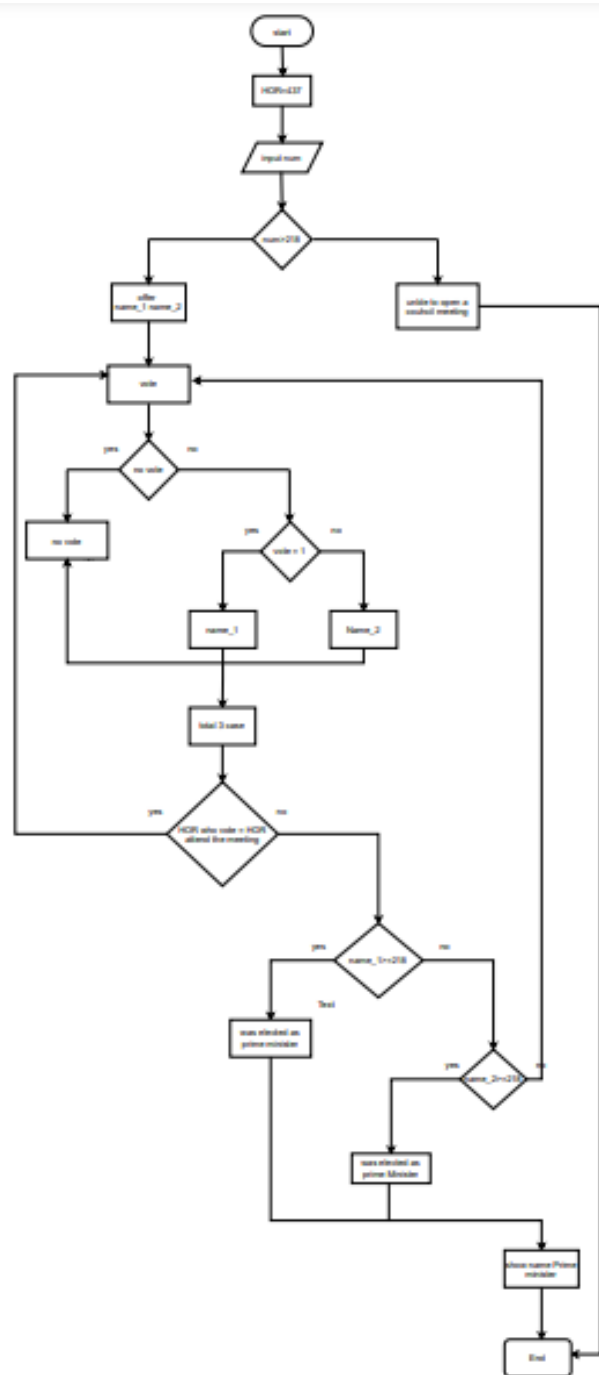 start
HOR=437
input num
num>218
offer
name_1 name_2
unble to open a
council meeting
vote
yes
no
no vote
no vote
yes
no
vote = 1
name_1
Name_2
total 3 case
yes
no
HOR who vote = HOR
attend the meeting
yes
no
name_1>=218
Text
was elected as
prime minister
yes
no
name_2>=218
was elected as
prime Minister
show name Prime
minister
End